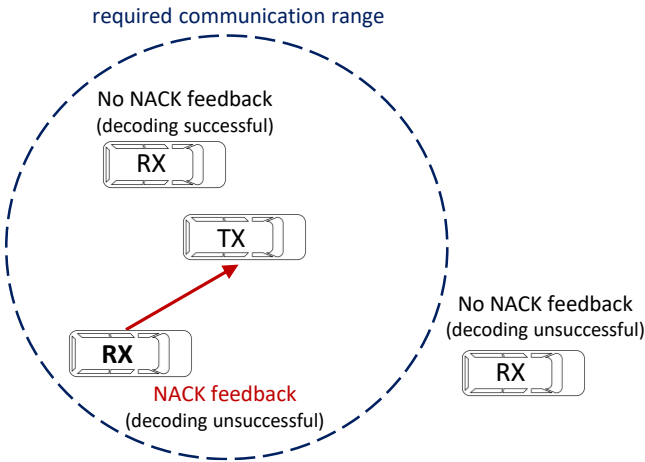 required communication range
No NACK feedback
(decoding successful)
RX
TX
No NACK feedback
(decoding unsuccessful)
RX
RX
NACK feedback
(decoding unsuccessful)